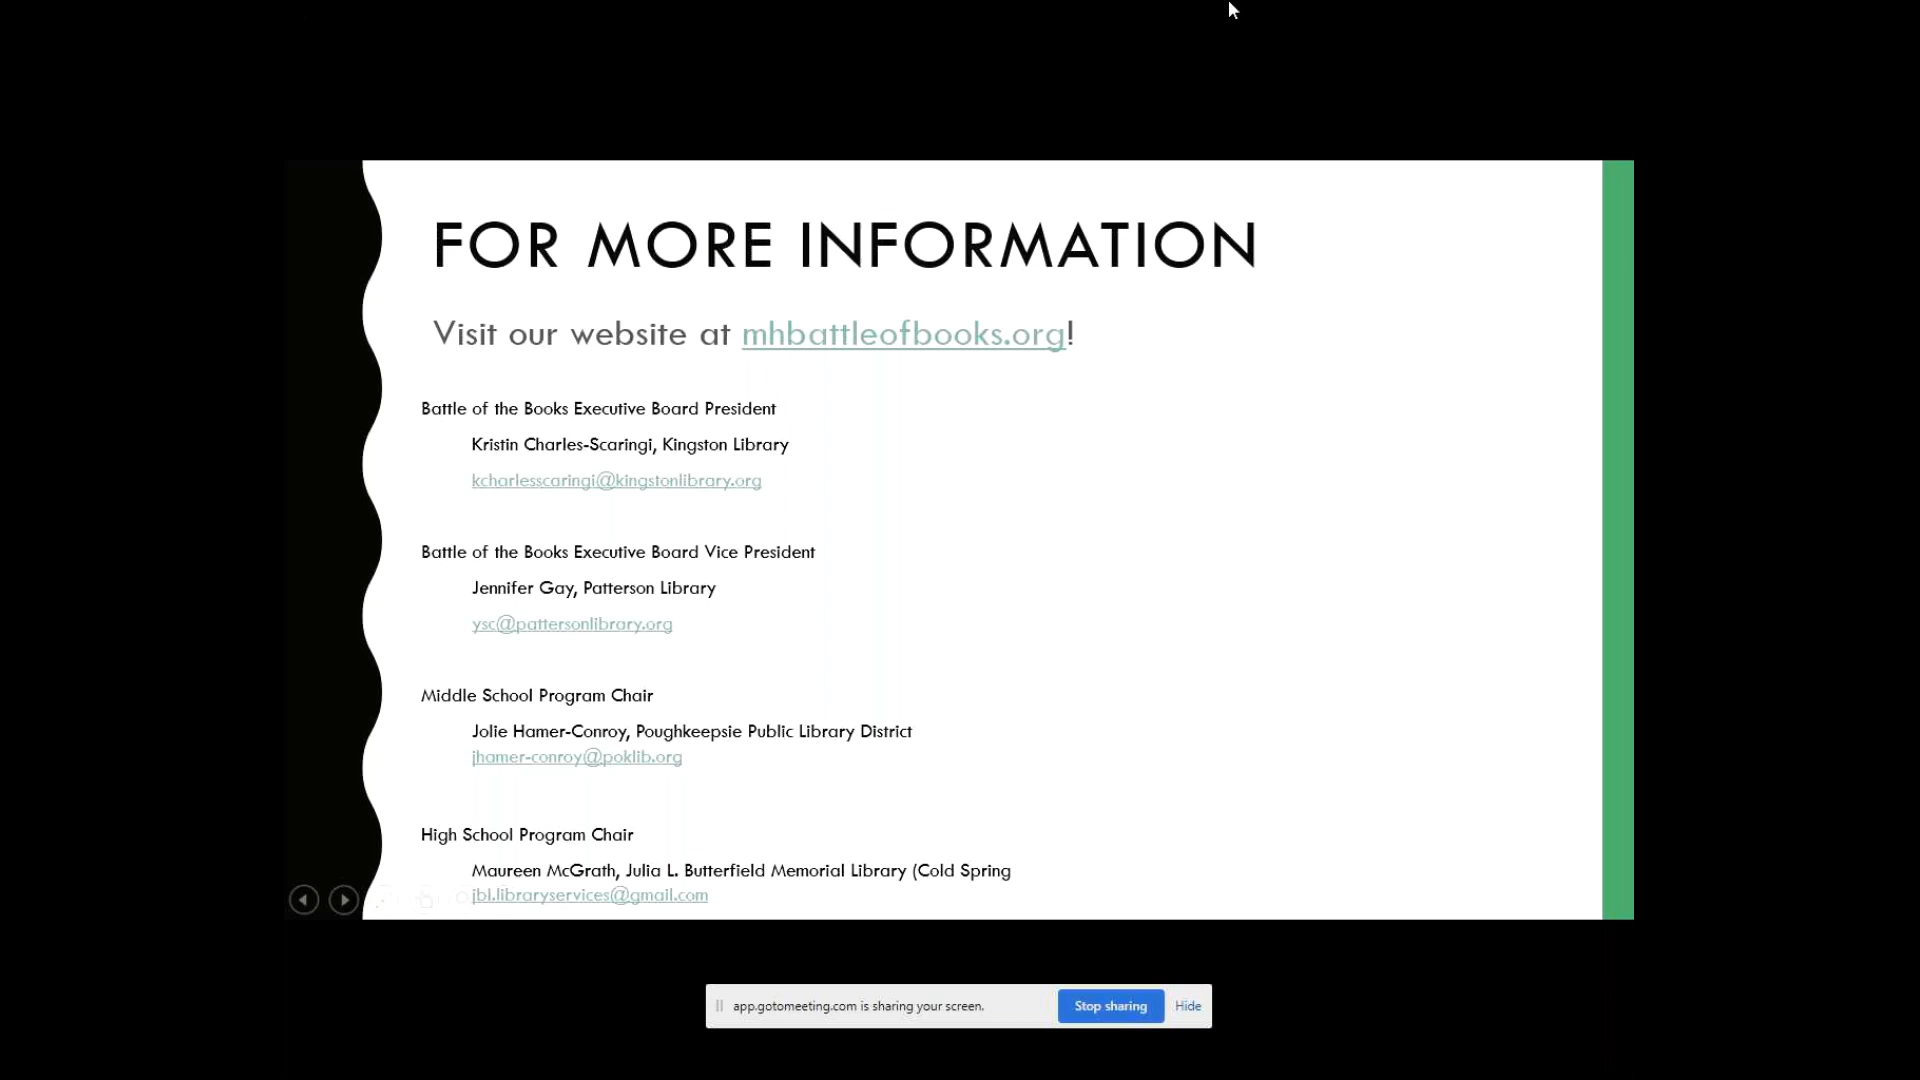 FOR MORE INFORMATION
Visit our website at mhbattleofbooks.org!
Battle of the Books Executive Board President
Kristin Charles-Scaringi, Kingston Library
kcharlesscaringi@kingstonlibrary.org
Battle of the Books Executive Board Vice President
Jennifer Gay, Patterson Library
ysc@pattersonlibrary.org
Middle School Program Chair
Jolie Hamer-Conroy, Poughkeepsie Public Library District
jhamer-conroy@poklib.org
High School Program Chair
Maureen McGrath, Julia L. Butterfield Memorial Library (Cold Spring
jbl.libraryservices@gmail.com
app.gotomeeting.com is sharing your screen.
Stop sharing
Hide